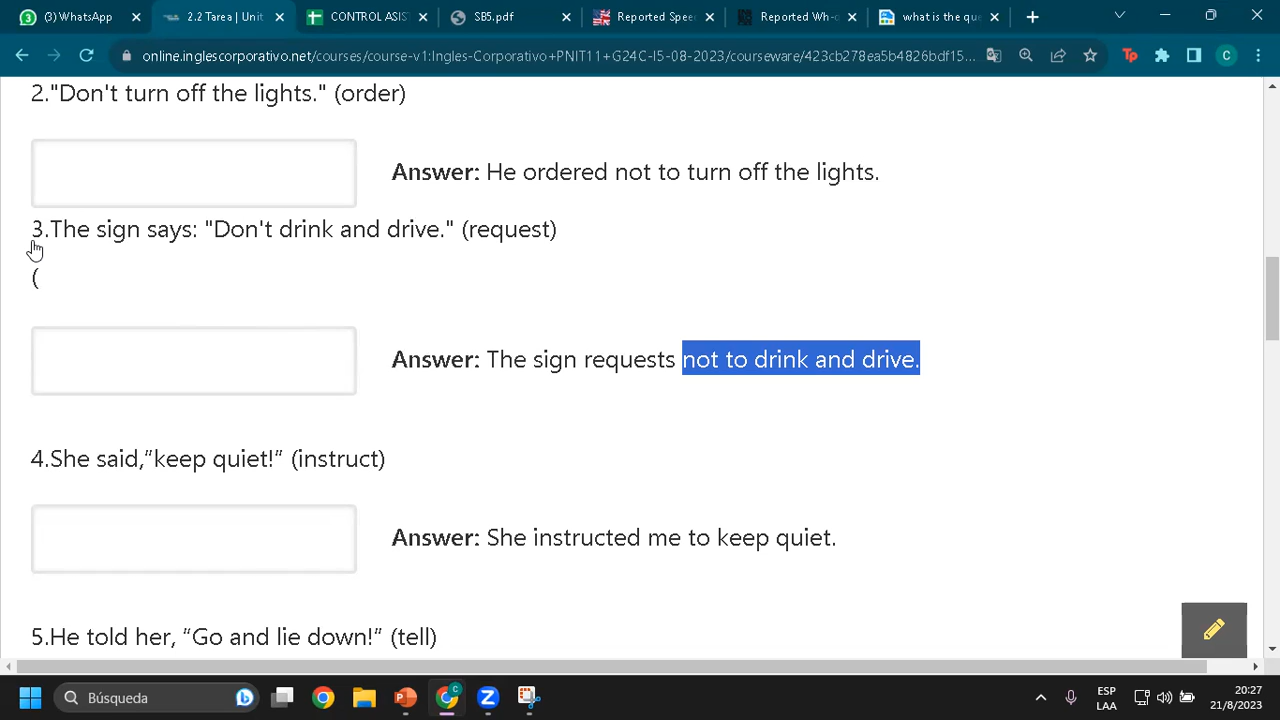 (3) WhatsApp
2.2 Tarea | Unit
CONTROL ASIS
SB5.pdf
Reported Spee
Reported Wh-
what is the que
online.inglescorporativo.net/courses/course-v1:Ingles-Corporativo+PNIT11+G24C-I5-08-2023/courseware/423cb278ea5b4826bdf15...
2."Don't turn off the lights." (order)
Answer: He ordered not to turn off the lights.
3.The sign says: "Don't drink and drive." (request)
(
Answer: The sign requests not to drink and drive.
4.She said,“keep quiet!” (instruct)
Answer: She instructed me to keep quiet.
5.He told her, “Go and lie down!” (tell)
Búsqueda
ESP
LAA
20:27
21/8/2023